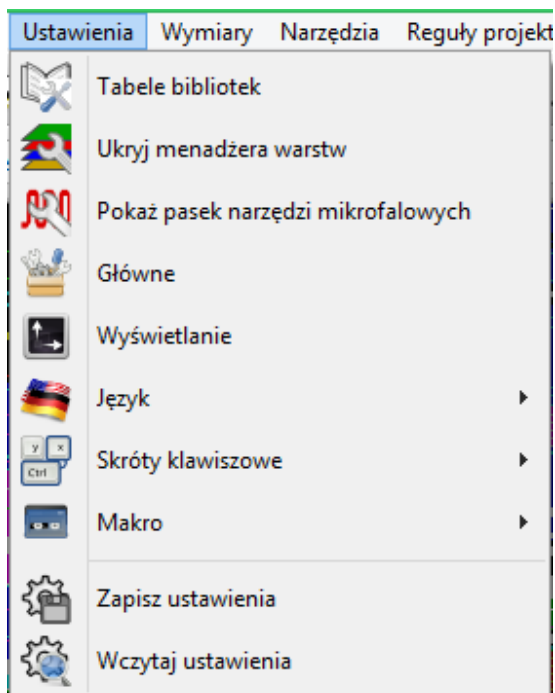 Ustawienia Wymiary Narzędzia Reguły projekt
Tabele bibliotek
Ukryj menadżera warstw
Pokaż pasek narzędzi mikrofalowych
Główne
Wyświetlanie
Język
y x
Ctrl
Skróty klawiszowe
Makro
Zapisz ustawienia
Wczytaj ustawienia